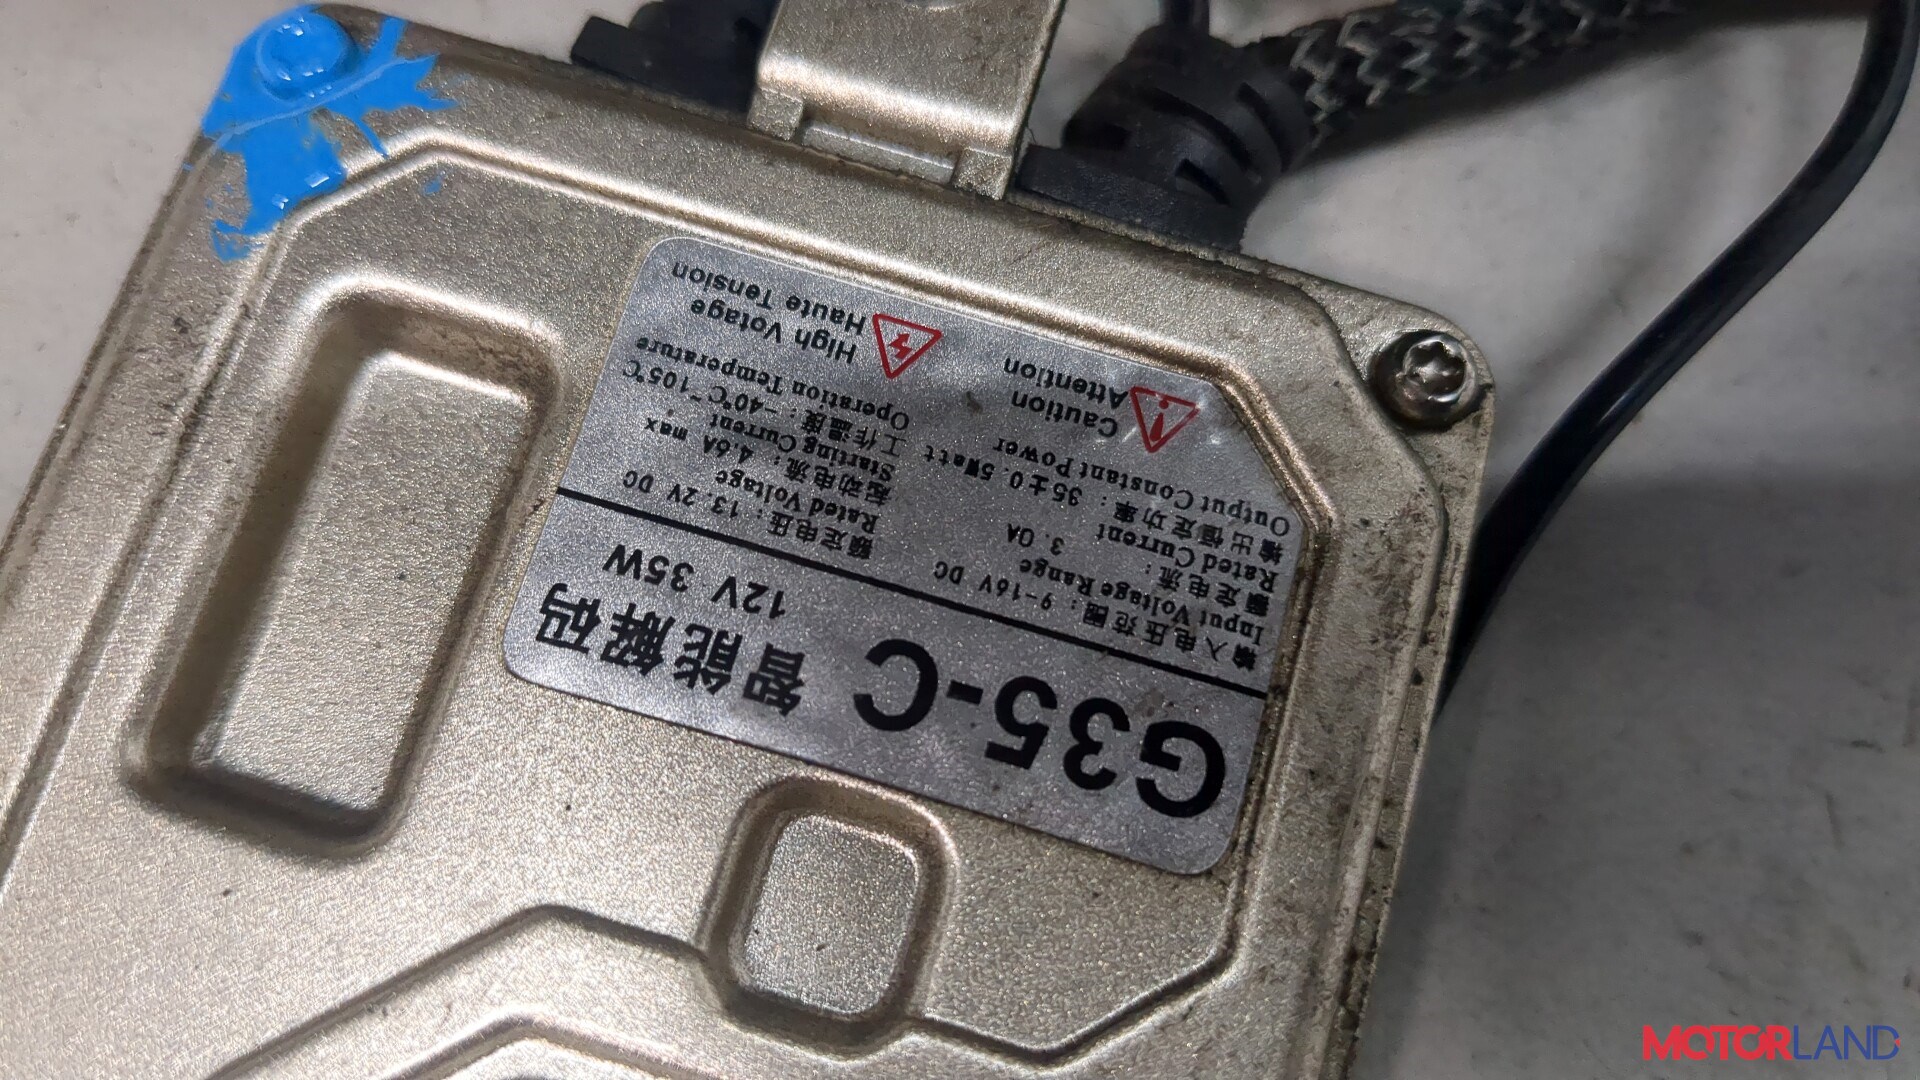 G35-C 智能解码
12V 35W
输入电压范围: 9-16V DC
Input Voltage Range
额定电流: 3.0A
Rated Current
输出恒定功率: 35±0.5Watt
Output Constant Power
额定电压: 13.2V DC
Rated Voltage
起动电流: 4.6A max
Starting Current
工作温度: -40℃~105℃
Operation Temperature
Caution
Attention
High Votage
Haute Tension
MOTORLAND